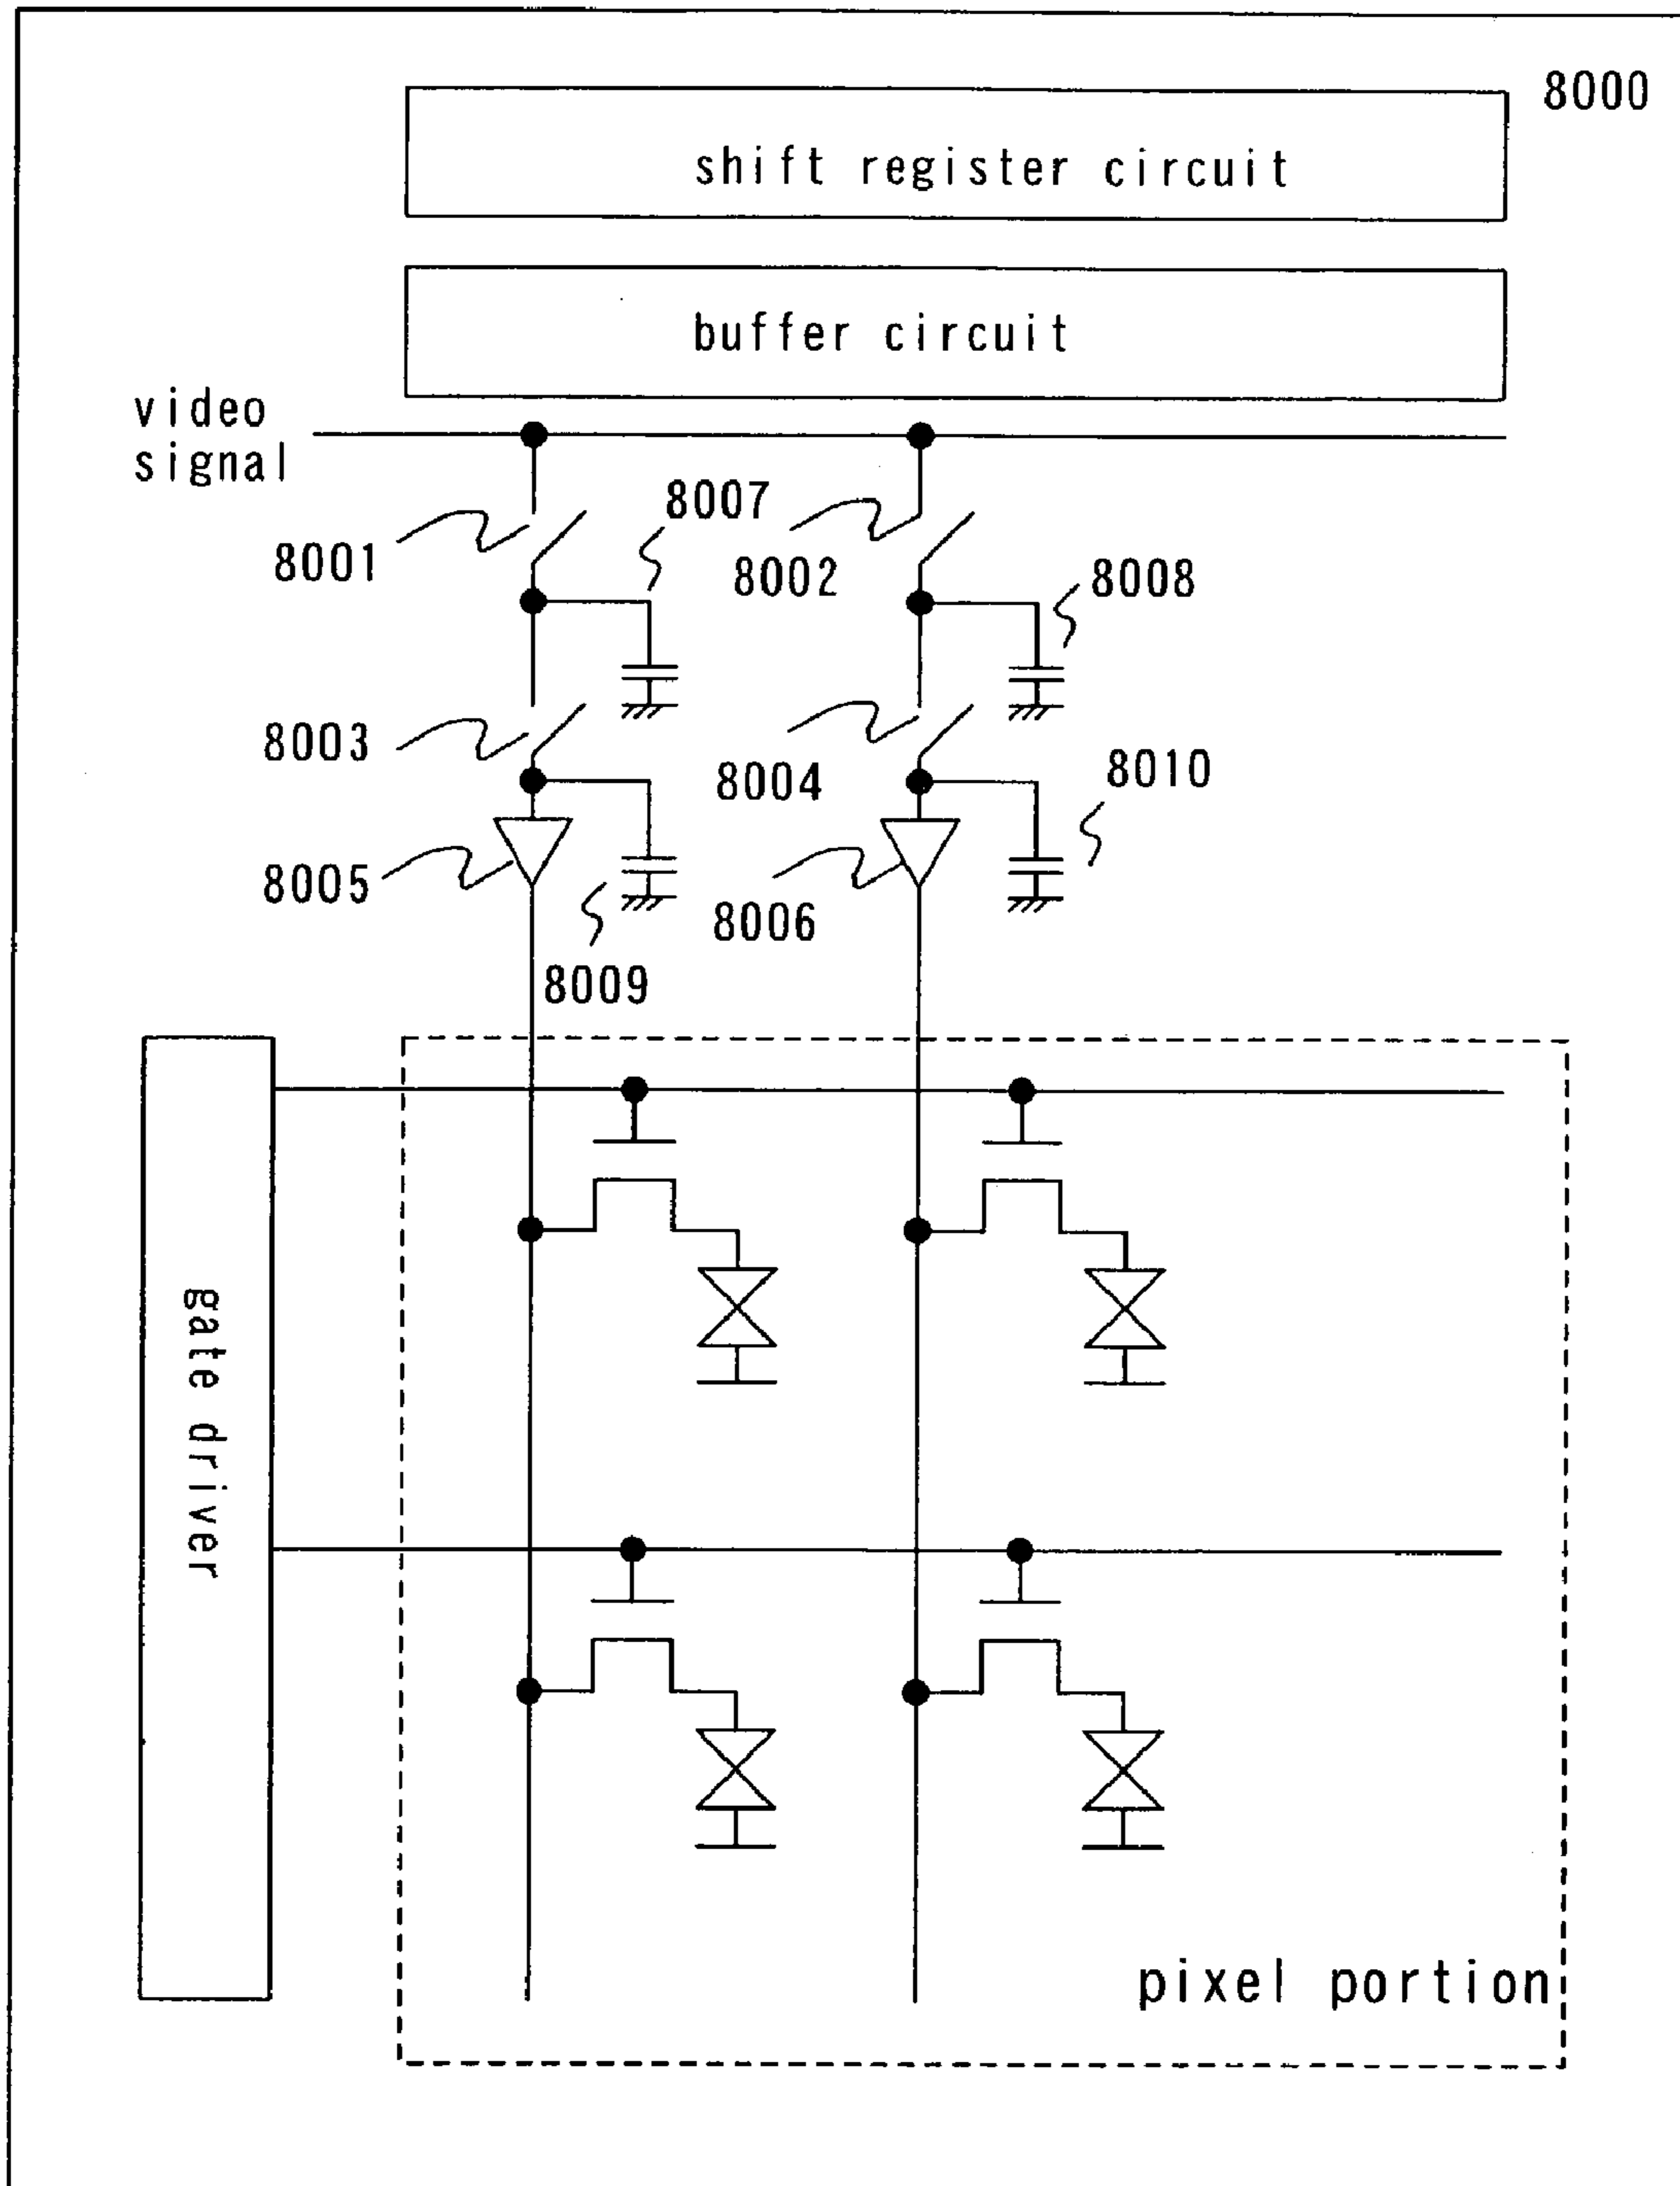 8000
shift register circuit
buffer circuit
video
signal
8007
8001
8002
8008
8003
8004
8010
8005
8006
8009
gate driver
pixel portion